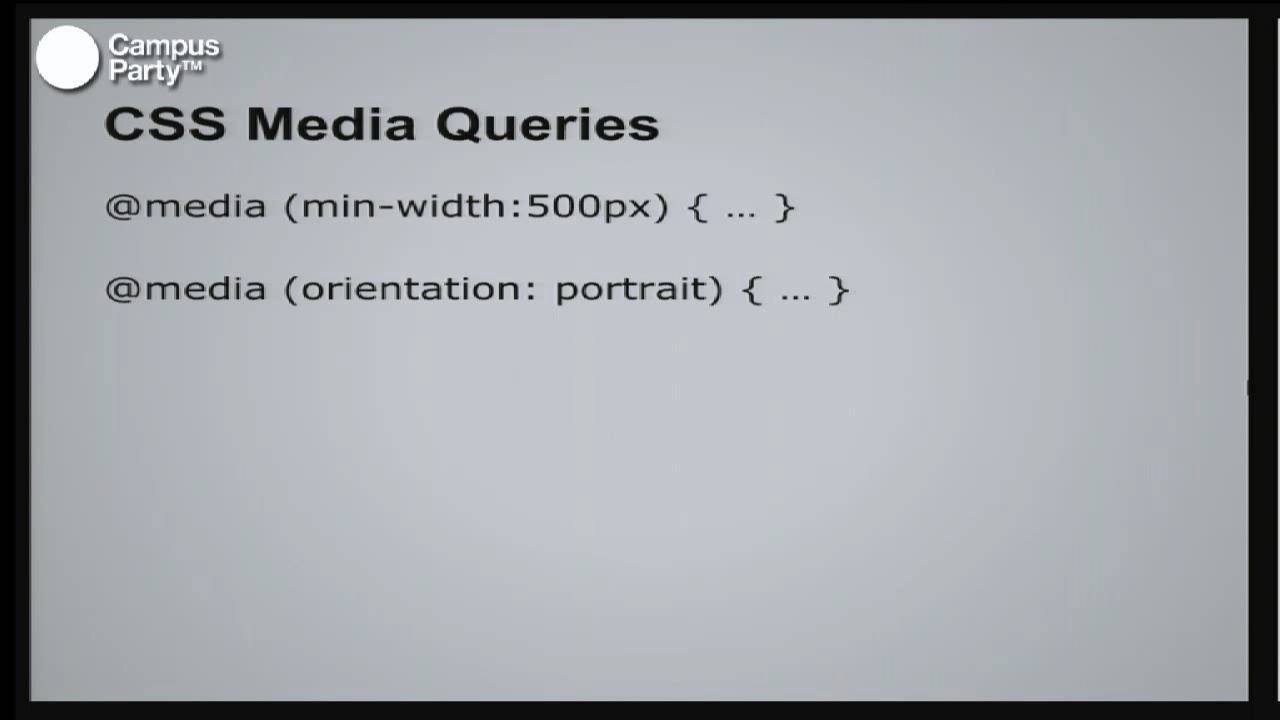 Campus
Party™
CSS Media Queries
@media (min-width:500px) { ... }
@media (orientation: portrait) { ... }